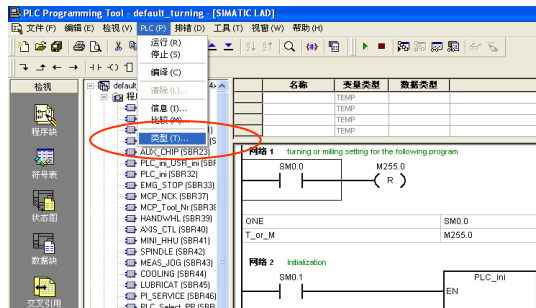 PLC Programming Tool - default_turning - [SIMATIC LAD]
文件 (F) 编辑 (E) 检视 (V) PLC (P) 排错 (D) 工具 (T) 视窗 (W) 帮助 (H)
运行 (R)
停止 (S)
编译 (C)
清除 (L)...
信息 (I)...
比较 (M)...
类型 (T)...
检视
程序块
符号表
状态图
数据块
交叉引用
default
AUX_CHIP (SBR23)
PLC_ini_USR_ini (SBR
PLC_ini (SBR32)
EMG_STOP (SBR33)
MCP_NCK (SBR37)
MCP_Tool_Nr (SBR38
HANDWHL (SBR39)
AXIS_CTL (SBR40)
MINI_HHU (SBR41)
SPINDLE (SBR42)
MEAS_JOG (SBR43)
COOLING (SBR44)
LUBRICAT (SBR45)
PI_SERVICE (SBR46)
PLC_Select_PP (SBR
名称 变量类型 数据类型
TEMP
TEMP
TEMP
TEMP
网络 1 turning or milling setting for the following program
SM0.0 M255.0
R
ONE SM0.0
T_or_M M255.0
网络 2 Initialization
SM0.1 PLC_ini
EN